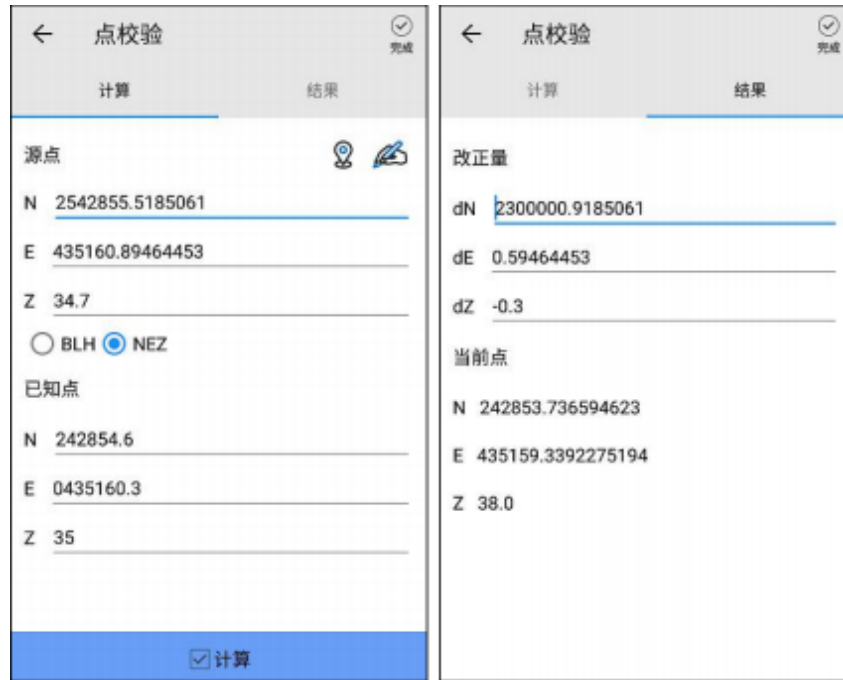 点校验
完成
计算 结果
源点
N 2542855.5185061
E 435160.89464453
Z 34.7
BLH NEZ
已知点
N 242854.6
E 0435160.3
Z 35
计算
点校验
完成
计算 结果
改正量
dN 2300000.9185061
dE 0.59464453
dZ -0.3
当前点
N 242853.736594623
E 435159.3392275194
Z 38.0